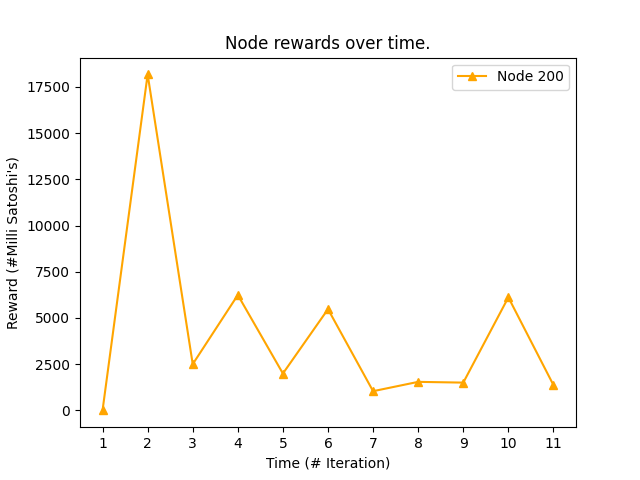 Node rewards over time.
Node 200
17500
15000
12500
10000
7500
5000
2500
0
Reward (#Milli Satoshi's)
1 2 3 4 5 6 7 8 9 10 11
Time (# Iteration)